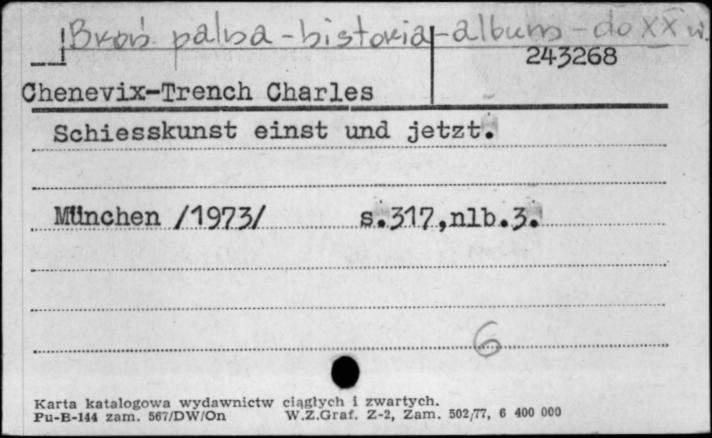 Broń palna - historia - album - do XX w.
243268
Chenevix-Trench Charles
Schiesskunst einst und jetzt.
München /1973/ s.317,nlb.3.
6
Karta katalogowa wydawnictw ciągłych i zwartych.
Pu-B-144 zam. 567/DW/On W.Z.Graf. Z-2, Zam. 502/77, 6 400 000